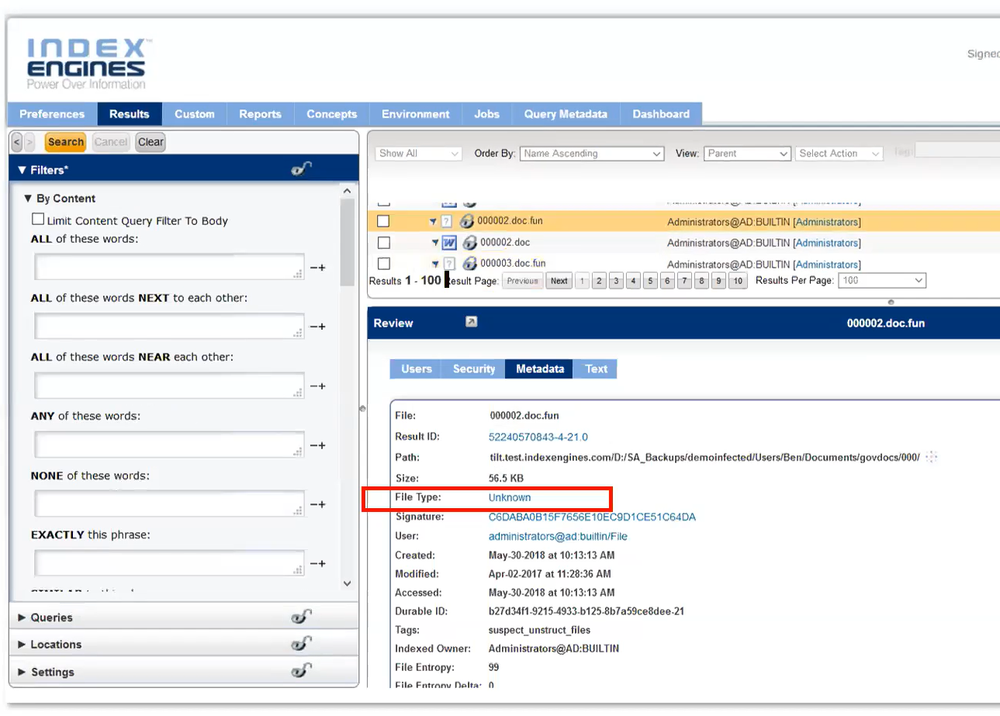 INDEX™
ENGINES
Power Over Information
Signed
Preferences Results Custom Reports Concepts Environment Jobs Query Metadata Dashboard
< > Search Cancel Clear
Show All Order By: Name Ascending View: Parent Select Action Tag:
▼ Filters*
▼ By Content
Limit Content Query Filter To Body
ALL of these words:
ALL of these words NEXT to each other:
ALL of these words NEAR each other:
ANY of these words:
NONE of these words:
EXACTLY this phrase:
► Queries
► Locations
► Settings
000002.doc.fun Administrators@AD:BUILTIN [Administrators]
000002.doc Administrators@AD:BUILTIN [Administrators]
000003.doc.fun Administrators@AD:BUILTIN [Administrators]
Results 1 - 100 Result Page: Previous Next 1 2 3 4 5 6 7 8 9 10 Results Per Page: 100
Review 000002.doc.fun
Users Security Metadata Text
File: 000002.doc.fun
Result ID: 52240570843-4-21.0
Path: tilt.test.indexengines.com/D:/SA_Backups/demoinfected/Users/Ben/Documents/govdocs/000/
Size: 56.5 KB
File Type: Unknown
Signature: C6DABA0B15F7656E10EC9D1CE51C64DA
User: administrators@ad:builtin/File
Created: May-30-2018 at 10:13:13 AM
Modified: Apr-02-2017 at 11:28:36 AM
Accessed: May-30-2018 at 10:13:13 AM
Durable ID: b27d34f1-9215-4933-b125-8b7a59ce8dee-21
Tags: suspect_unstruct_files
Indexed Owner: Administrators@AD:BUILTIN
File Entropy: 99
File Entropy Delta: 0